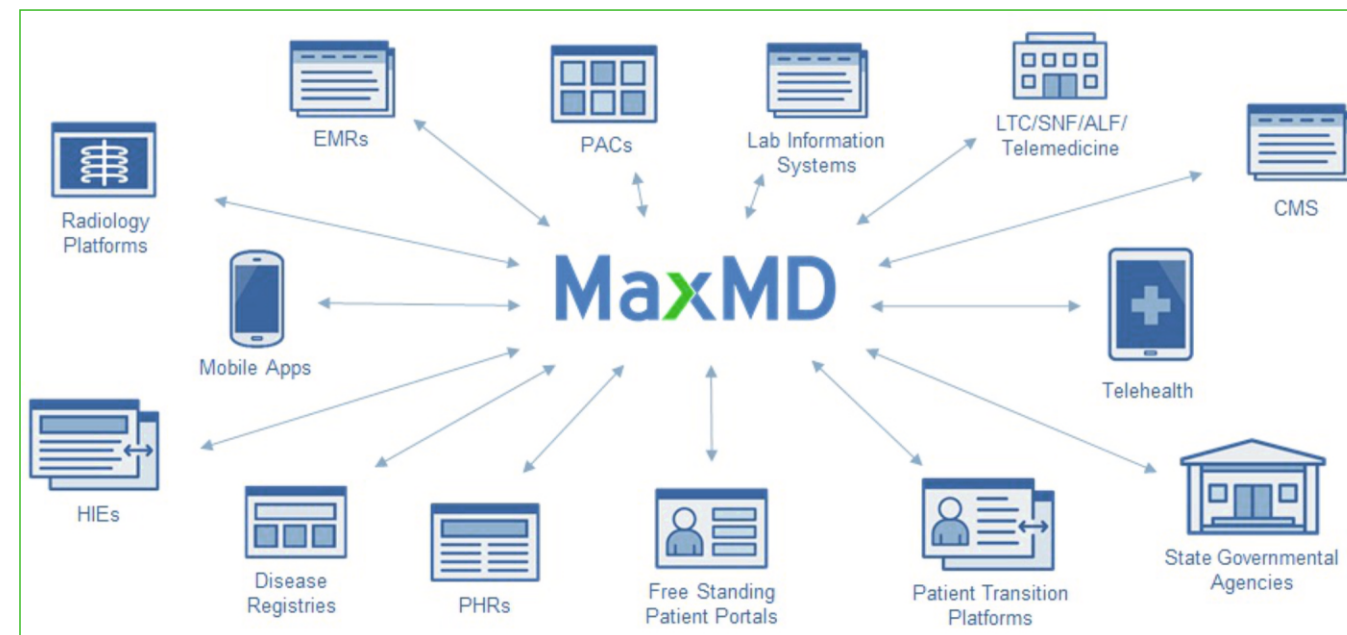 EMRs
PACs
Lab Information
Systems
LTC/SNF/ALF/
Telemedicine
CMS
Radiology
Platforms
MaxMD
Mobile Apps
Telehealth
HIEs
Disease
Registries
PHRs
Free Standing
Patient Portals
Patient Transition
Platforms
State Governmental
Agencies